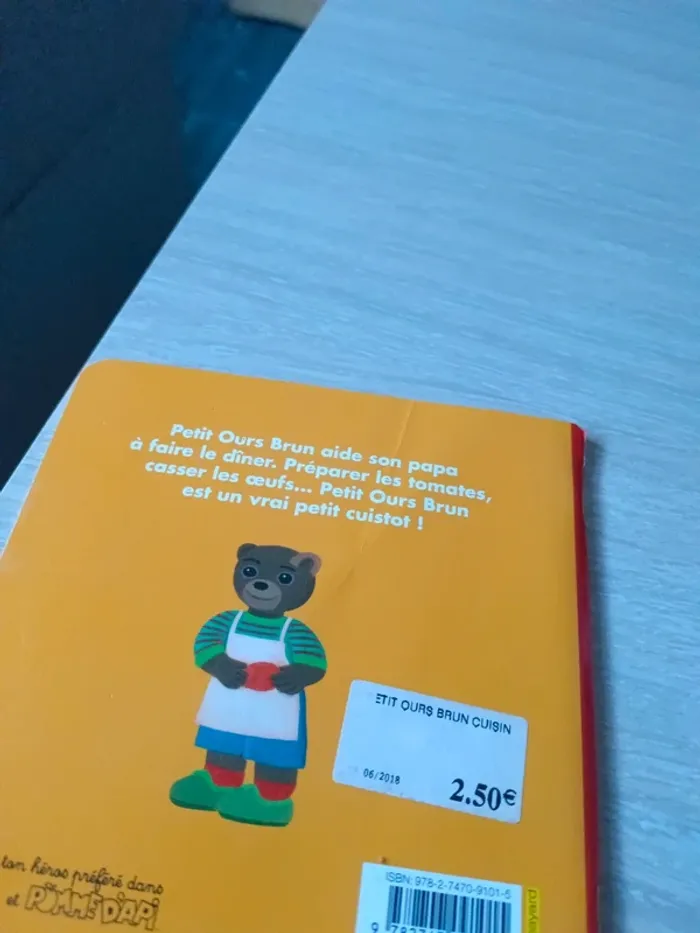 Petit Ours Brun aide son papa
à faire le dîner. Préparer les tomates,
casser les œufs... Petit Ours Brun
est un vrai petit cuistot !
ETIT OURS BRUN CUISIN
06/2018
2.50€
ton héros préféré dans
et POMME D'API
ISBN: 978-2-7470-9101-5
bayard